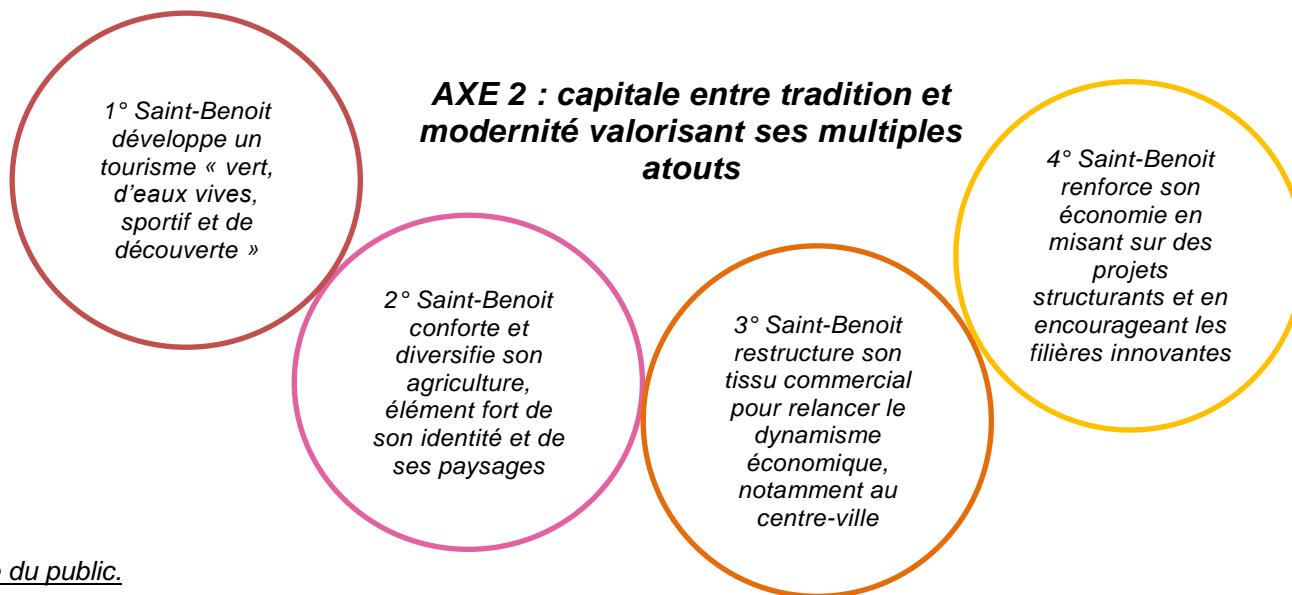 AXE 2 : capitale entre tradition et
modernité valorisant ses multiples
atouts
1° Saint-Benoit
développe un
tourisme « vert,
d'eaux vives,
sportif et de
découverte »
2° Saint-Benoit
conforte et
diversifie son
agriculture,
élément fort de
son identité et de
ses paysages
3° Saint-Benoit
restructure son
tissu commercial
pour relancer le
dynamisme
économique,
notamment au
centre-ville
4° Saint-Benoit
renforce son
économie en
misant sur des
projets
structurants et en
encourageant les
filières innovantes
du public.